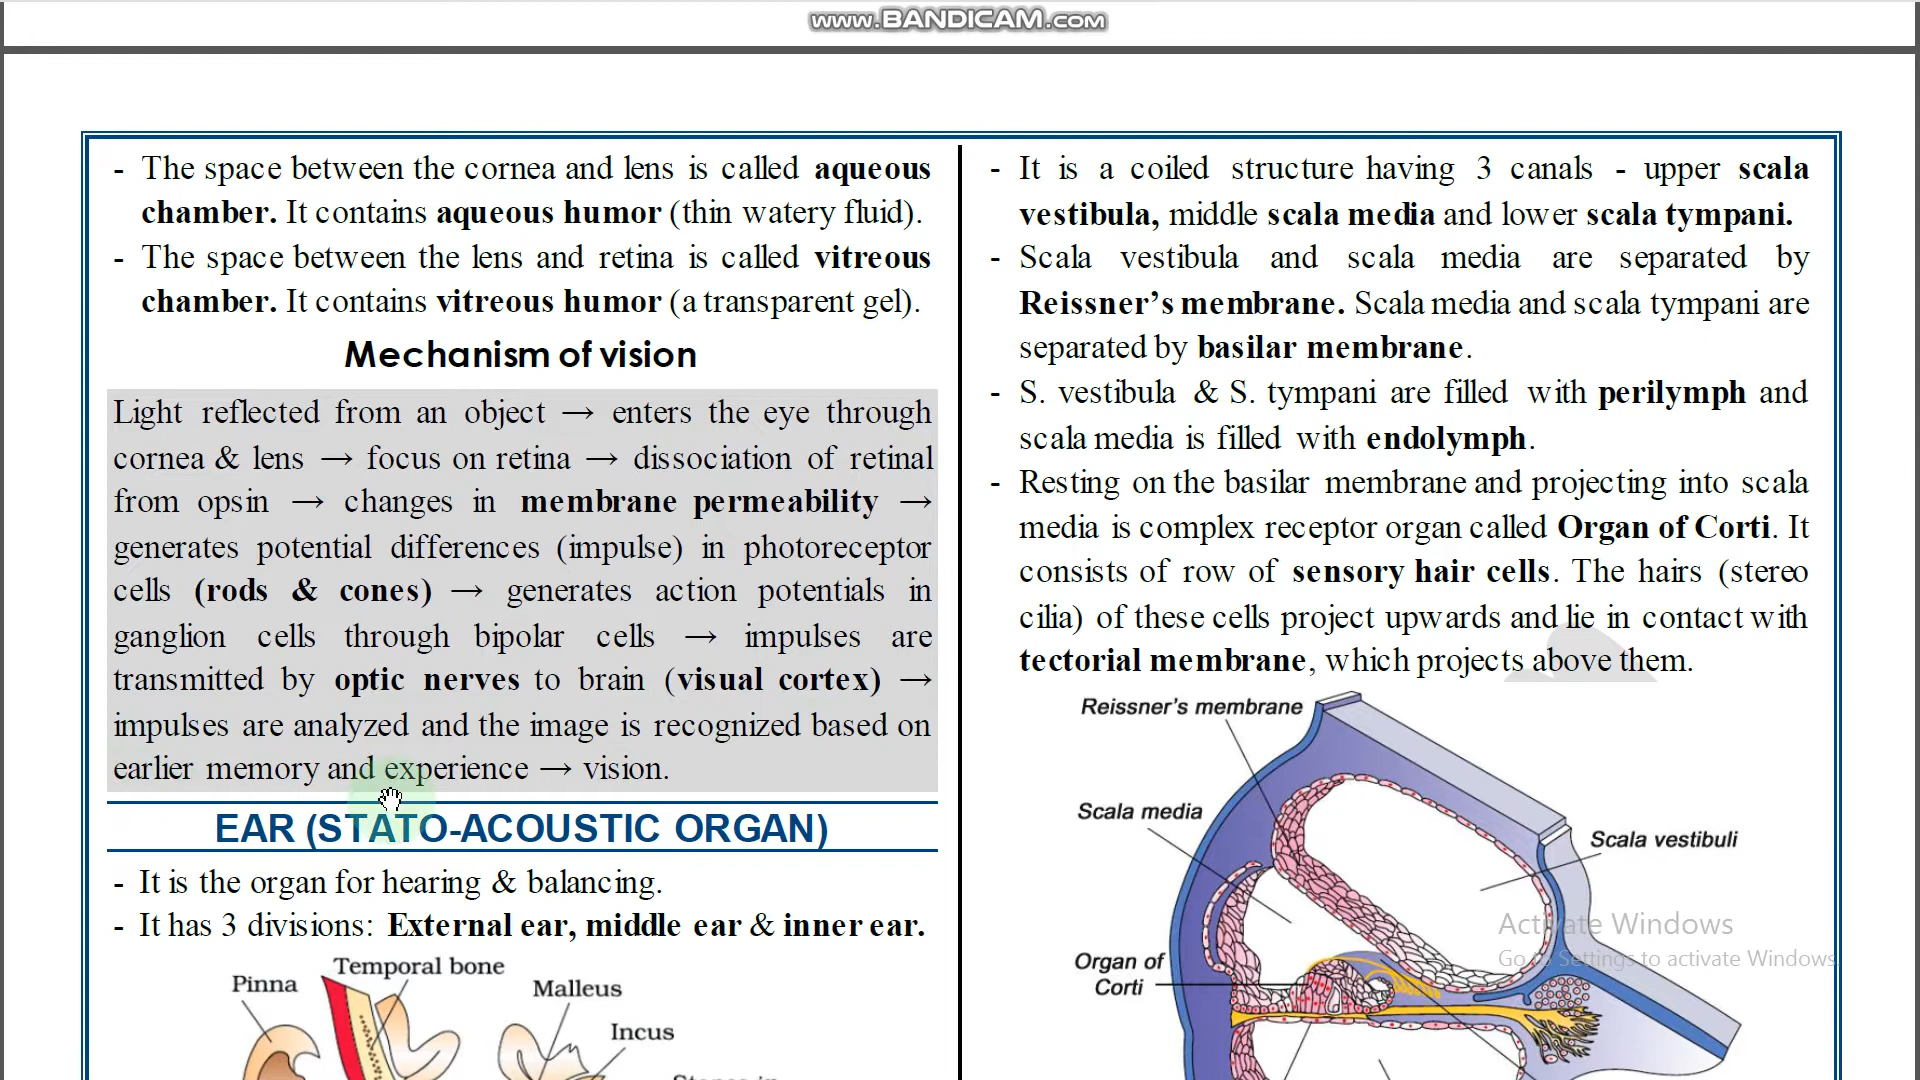 www.BANDICAM.com
- The space between the cornea and lens is called aqueous
chamber. It contains aqueous humor (thin watery fluid).
- The space between the lens and retina is called vitreous
chamber. It contains vitreous humor (a transparent gel).
Mechanism of vision
Light reflected from an object → enters the eye through
cornea & lens → focus on retina → dissociation of retinal
from opsin → changes in membrane permeability →
generates potential differences (impulse) in photoreceptor
cells (rods & cones) → generates action potentials in
ganglion cells through bipolar cells → impulses are
transmitted by optic nerves to brain (visual cortex) →
impulses are analyzed and the image is recognized based on
earlier memory and experience → vision.
EAR (STATO-ACOUSTIC ORGAN)
- It is the organ for hearing & balancing.
- It has 3 divisions: External ear, middle ear & inner ear.
Temporal bone
Pinna
Malleus
Incus
- It is a coiled structure having 3 canals - upper scala
vestibula, middle scala media and lower scala tympani.
- Scala vestibula and scala media are separated by
Reissner's membrane. Scala media and scala tympani are
separated by basilar membrane.
- S. vestibula & S. tympani are filled with perilymph and
scala media is filled with endolymph.
- Resting on the basilar membrane and projecting into scala
media is complex receptor organ called Organ of Corti. It
consists of row of sensory hair cells. The hairs (stereo
cilia) of these cells project upwards and lie in contact with
tectorial membrane, which projects above them.
Reissner's membrane
Scala media
Scala vestibuli
Organ of
Corti
Activate Windows
Go to Settings to activate Windows.